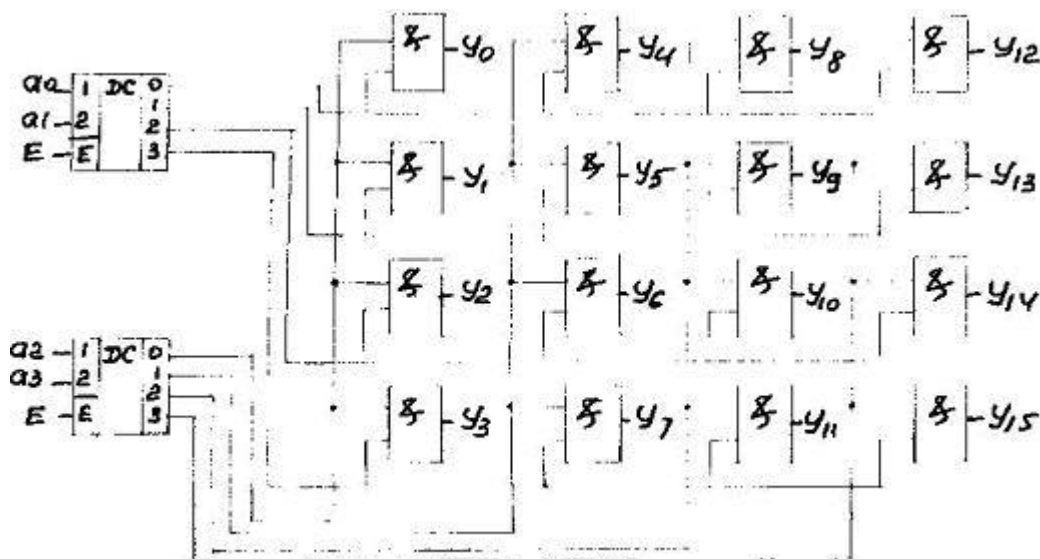 & y0 & y4 & y8 & y12
a0 1 DC 0
1
a1 2 2
E E 3
& y1 & y5 & y9 & y13
& y2 & y6 & y10 & y14
a2 1 DC 0
a3 2 1
2
E E 3
& y3 & y7 & y11 & y15